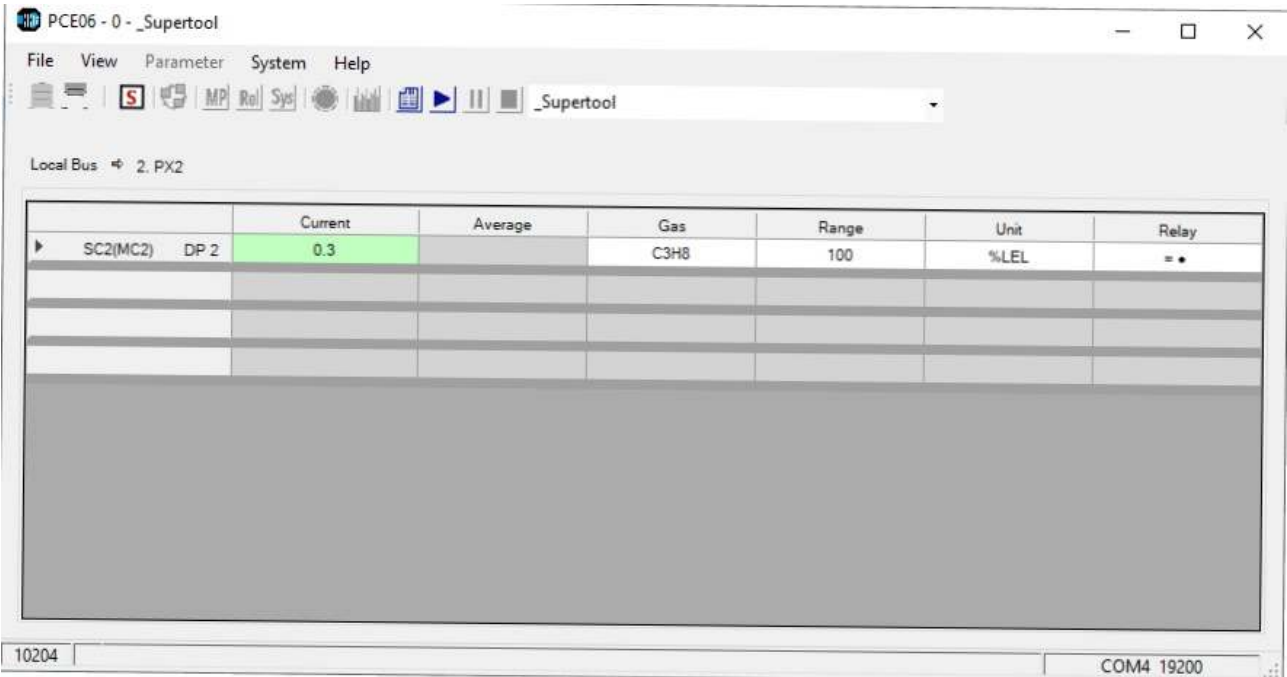 PCE06 - 0 - _Supertool
File View Parameter System Help
S MP Rel Sys _Supertool
Local Bus ⇨ 2. PX2
Current Average Gas Range Unit Relay
SC2(MC2) DP 2 0.3 C3H8 100 %LEL = •
10204 COM4 19200